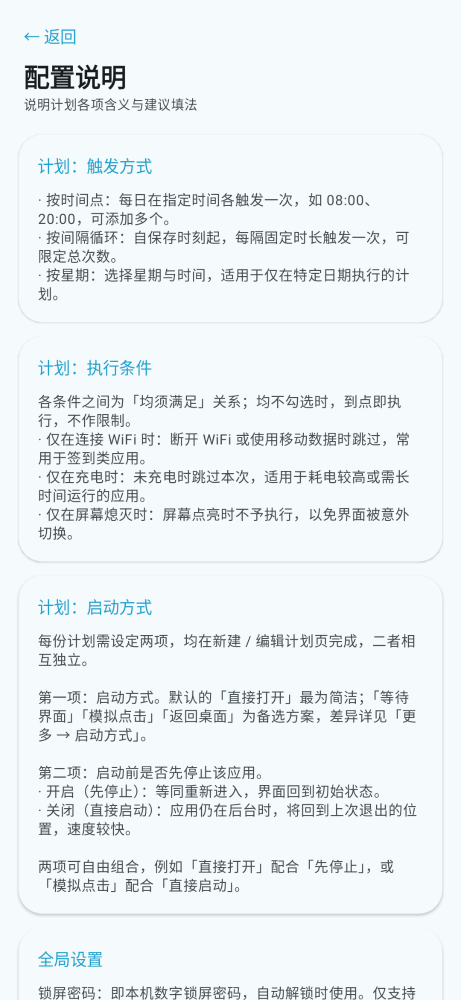 ← 返回
配置说明
说明计划各项含义与建议填法
计划：触发方式
· 按时间点：每日在指定时间各触发一次，如 08:00、
20:00，可添加多个。
· 按间隔循环：自保存时刻起，每隔固定时长触发一次，可
限定总次数。
· 按星期：选择星期与时间，适用于仅在特定日期执行的计
划。
计划：执行条件
各条件之间为「均须满足」关系；均不勾选时，到点即执
行，不作限制。
· 仅在连接 WiFi 时：断开 WiFi 或使用移动数据时跳过，常
用于签到类应用。
· 仅在充电时：未充电时跳过本次，适用于耗电较高或需长
时间运行的应用。
· 仅在屏幕熄灭时：屏幕点亮时不予执行，以免界面被意外
切换。
计划：启动方式
每份计划需设定两项，均在新建 / 编辑计划页完成，二者相
互独立。
第一项：启动方式。默认的「直接打开」最为简洁；「等待
界面」「模拟点击」「返回桌面」为备选方案，差异详见「更
多 → 启动方式」。
第二项：启动前是否先停止该应用。
· 开启（先停止）：等同重新进入，界面回到初始状态。
· 关闭（直接启动）：应用仍在后台时，将回到上次退出的位
置，速度较快。
两项可自由组合，例如「直接打开」配合「先停止」，或
「模拟点击」配合「直接启动」。
全局设置
锁屏密码：即本机数字锁屏密码，自动解锁时使用。仅支持